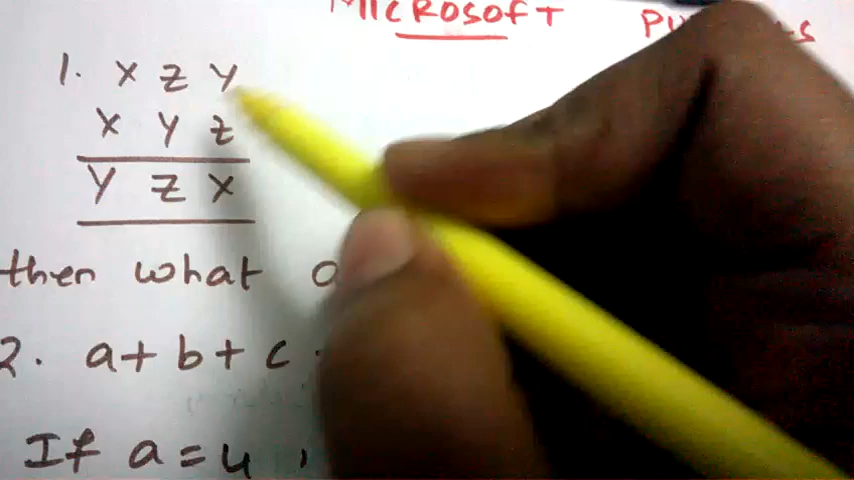 Microsoft
1. X Z Y
X Y Z
Y Z X
then what
2. a + b + c
If a = 4 ,